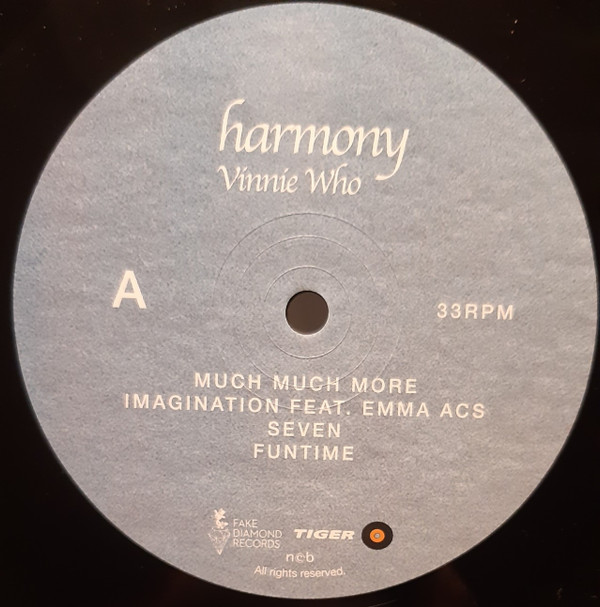 harmony
Vinnie Who
A
33RPM
MUCH MUCH MORE
IMAGINATION FEAT. EMMA ACS
SEVEN
FUNTIME
FAKE
DIAMOND
RECORDS
TIGER
n©b
All rights reserved.